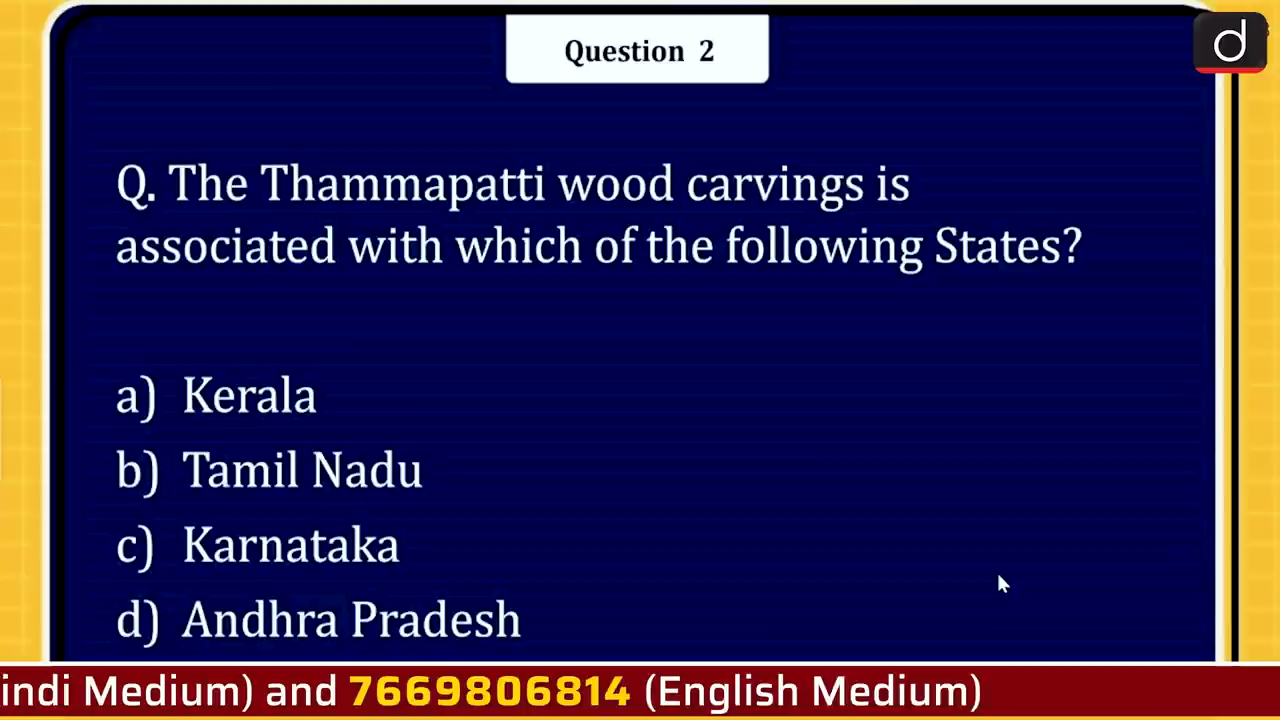 Question 2
d
Q. The Thammapatti wood carvings is
associated with which of the following States?
a) Kerala
b) Tamil Nadu
c) Karnataka
d) Andhra Pradesh
indi Medium) and 7669806814 (English Medium)